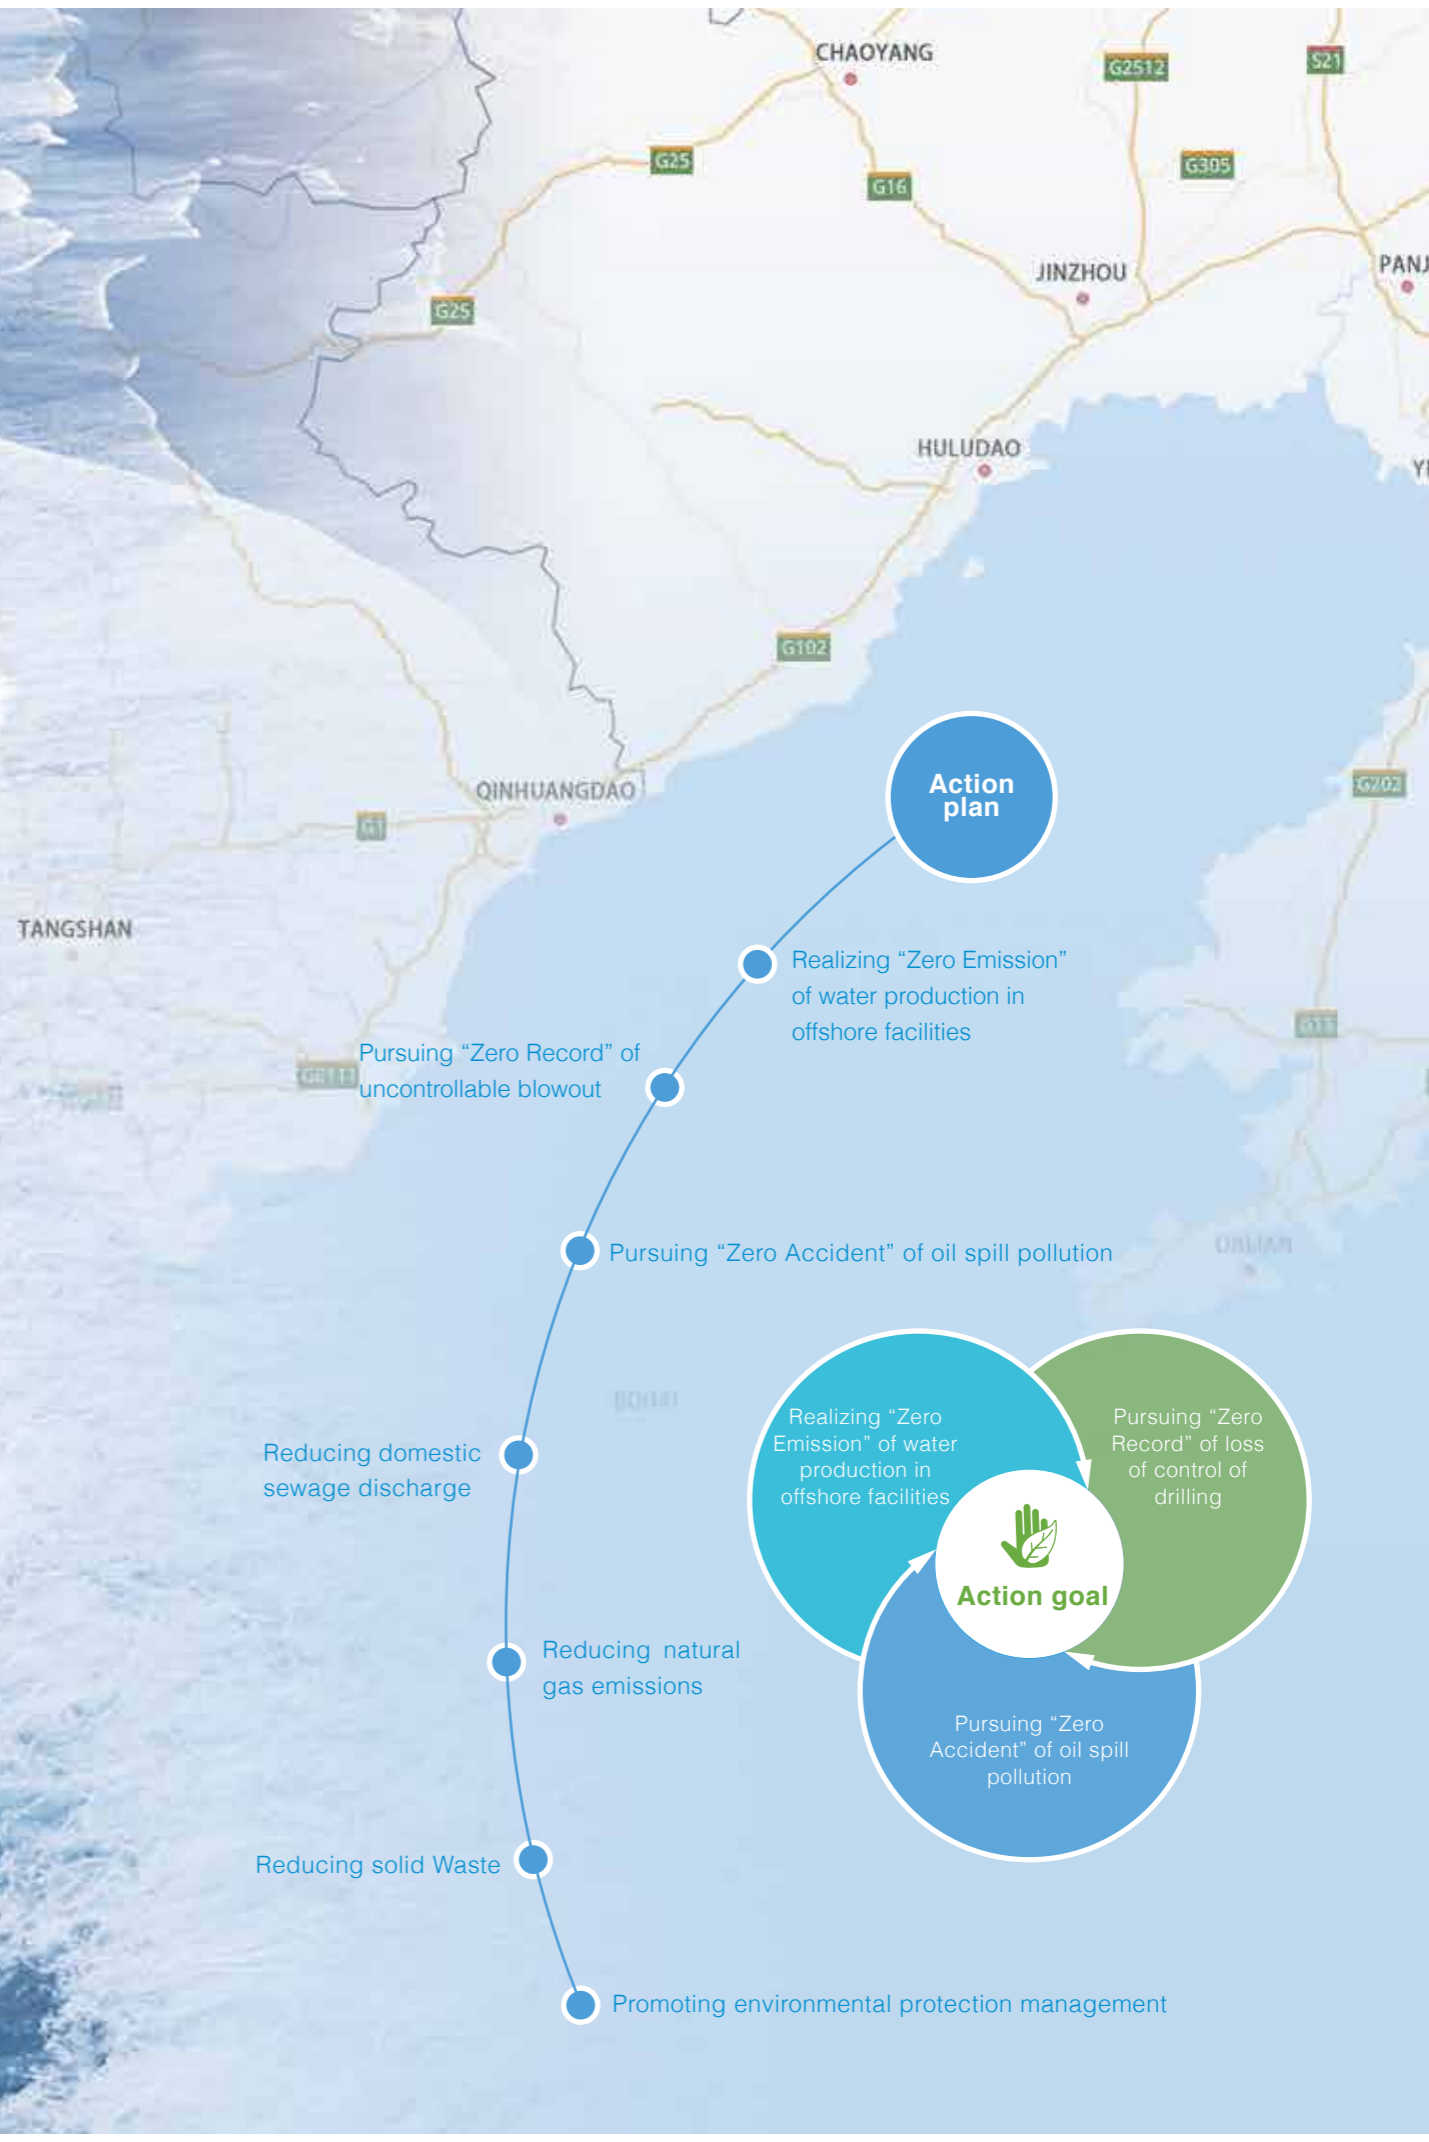 CHAOYANG
G2512
S21
G25
G305
G16
JINZHOU
PANJ
G25
HULUDAO
G102
QINHUANGDAO
G202
Action
plan
TANGSHAN
Realizing “Zero Emission”
of water production in
offshore facilities
Pursuing “Zero Record” of
uncontrollable blowout
Pursuing “Zero Accident” of oil spill pollution
DALIAN
BOHAI
Realizing “Zero
Emission” of water
production in
offshore facilities
Pursuing “Zero
Record” of loss
of control of
drilling
Action goal
Pursuing “Zero
Accident” of oil spill
pollution
Reducing domestic
sewage discharge
Reducing natural
gas emissions
Reducing solid Waste
Promoting environmental protection management